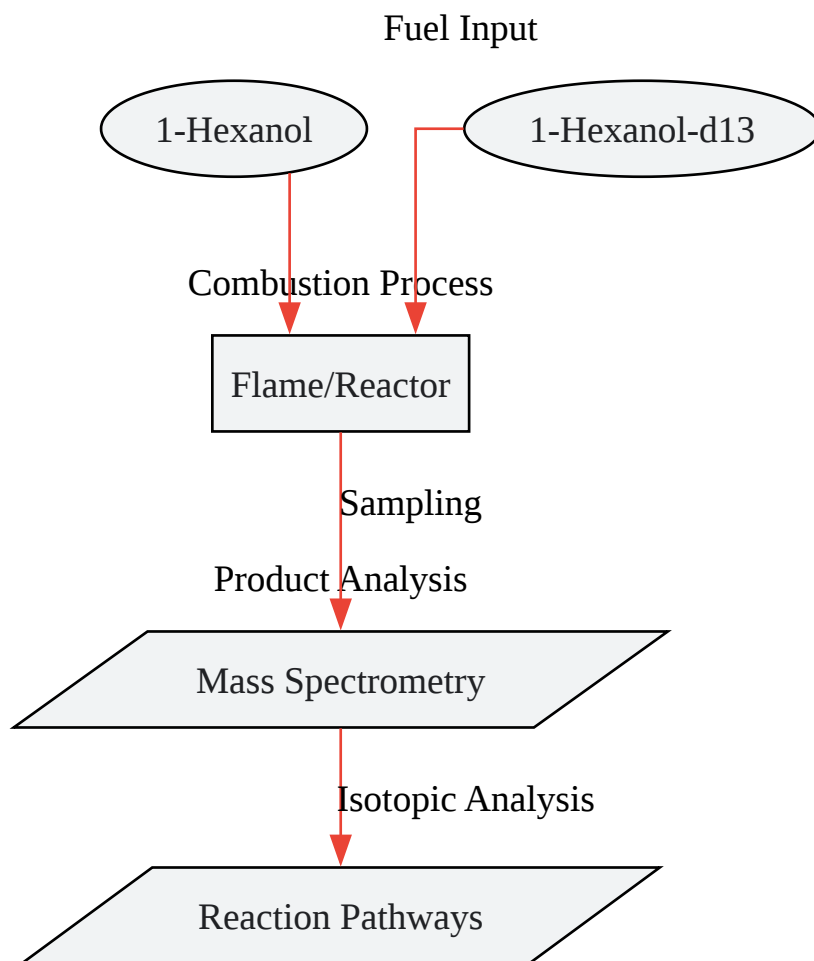 Fuel Input
1-Hexanol
1-Hexanol-d13
Combustion Process
Flame/Reactor
Sampling
Product Analysis
Mass Spectrometry
Isotopic Analysis
Reaction Pathways